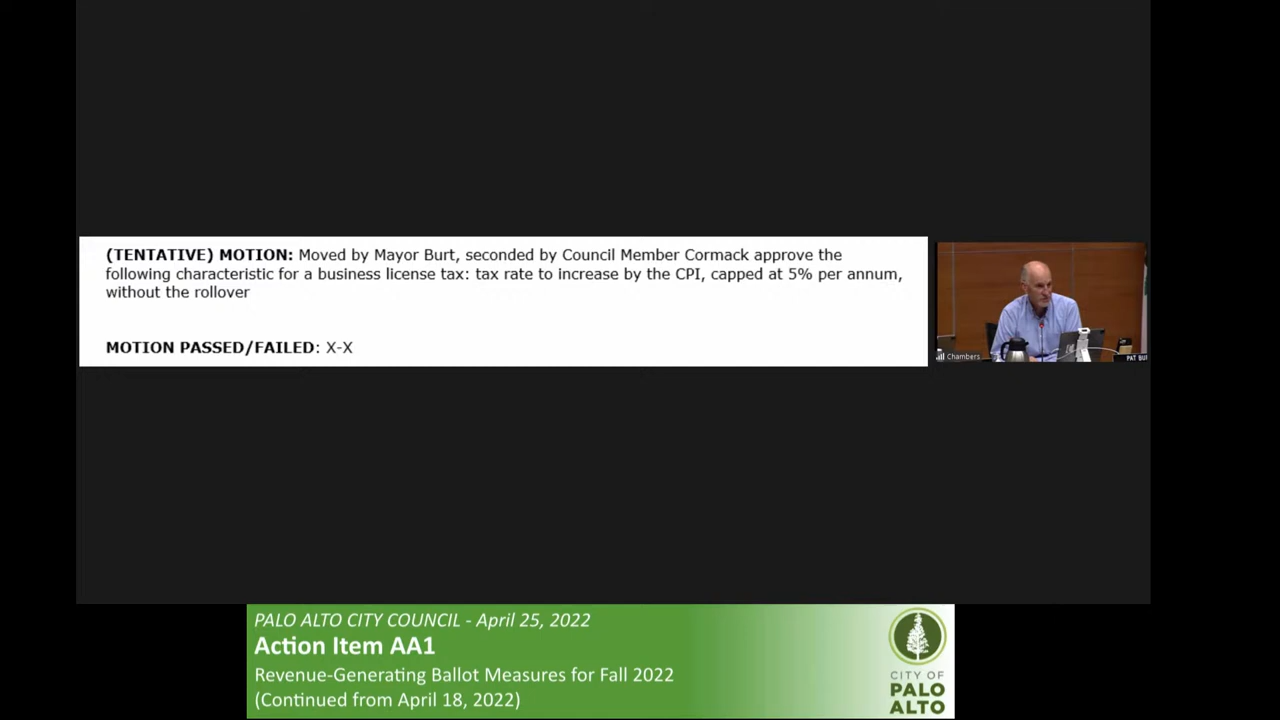 (TENTATIVE) MOTION: Moved by Mayor Burt, seconded by Council Member Cormack approve the
following characteristic for a business license tax: tax rate to increase by the CPI, capped at 5% per annum,
without the rollover
MOTION PASSED/FAILED: X-X
Chambers
PAT BU
PALO ALTO CITY COUNCIL - April 25, 2022
Action Item AA1
Revenue-Generating Ballot Measures for Fall 2022
(Continued from April 18, 2022)
CITY OF
PALO
ALTO